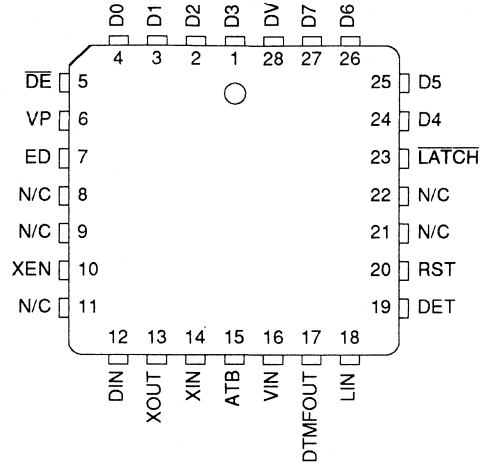 D0 D1 D2 D3 DV D7 D6
4 3 2 1 28 27 26
DE 5 25 D5
VP 6 24 D4
ED 7 23 LATCH
N/C 8 22 N/C
N/C 9 21 N/C
XEN 10 20 RST
N/C 11 19 DET
12 13 14 15 16 17 18
DIN XOUT XIN ATB VIN DTMFOUT LIN